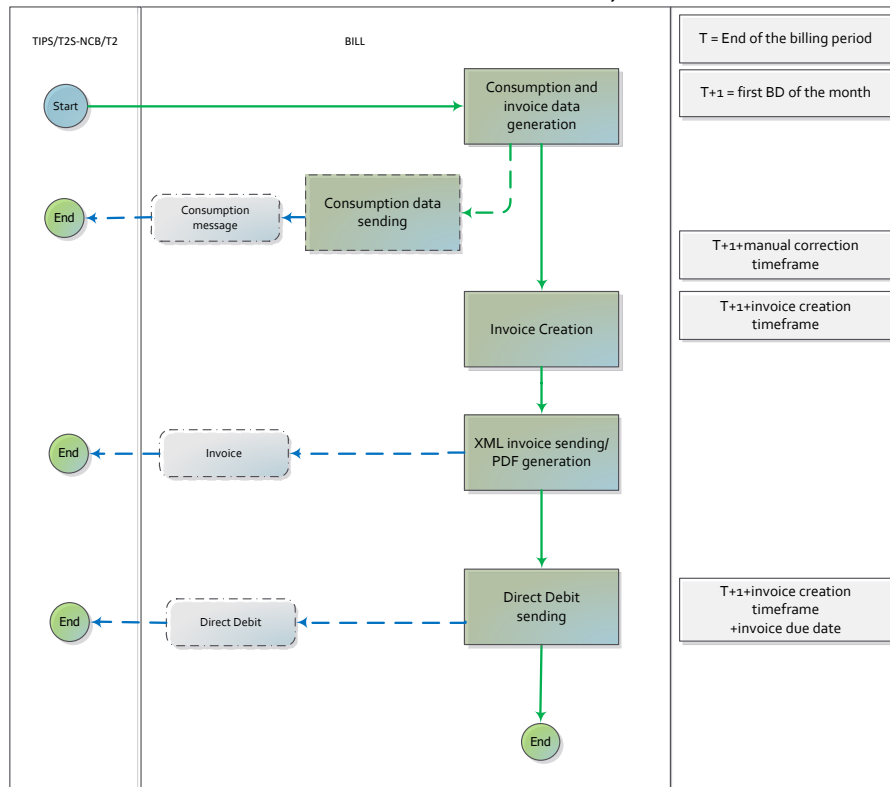 TIPS/T2S-NCB/T2
BILL
T = End of the billing period
Start
Consumption and
invoice data
generation
T+1 = first BD of the month
End
Consumption
message
Consumption data
sending
T+1+manual correction
timeframe
Invoice Creation
T+1+invoice creation
timeframe
End
Invoice
XML invoice sending/
PDF generation
End
Direct Debit
Direct Debit
sending
T+1+invoice creation
timeframe
+invoice due date
End